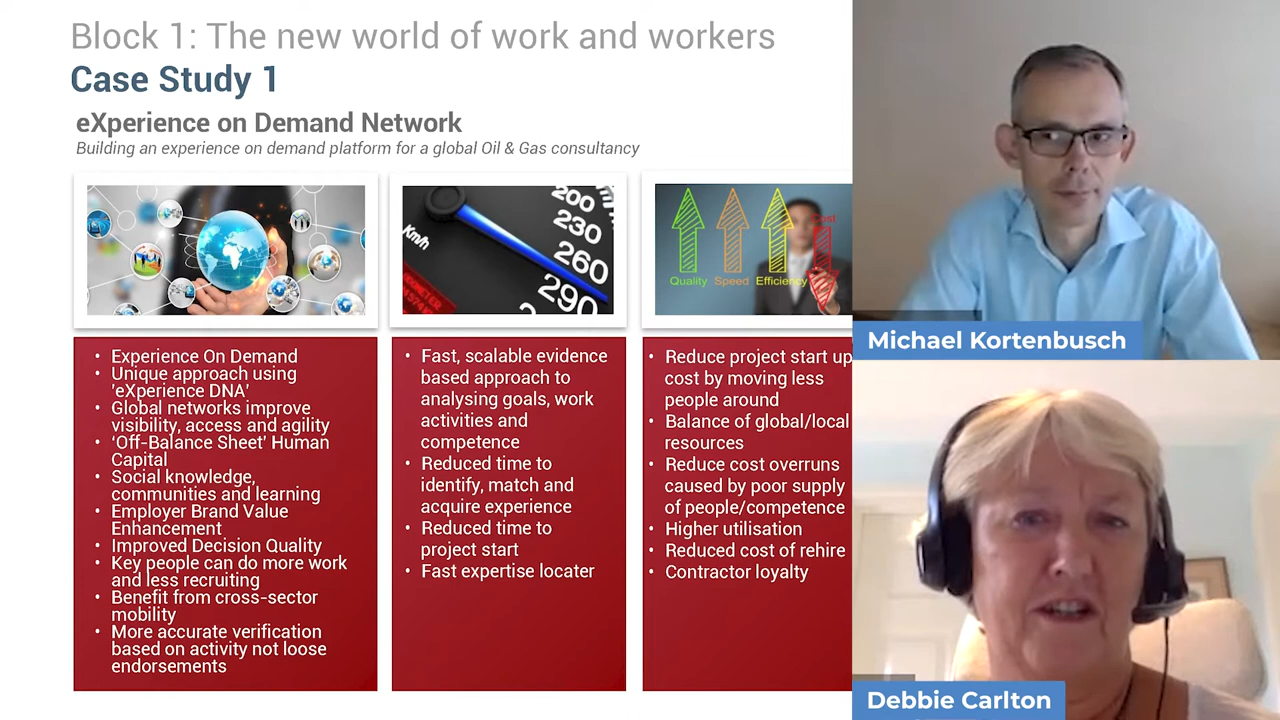 Block 1: The new world of work and workers
Case Study 1
eXperience on Demand Network
Building an experience on demand platform for a global Oil & Gas consultancy
Km/h
200
230
260
290
Quality
Speed
Efficiency
• Experience On Demand
• Unique approach using
'eXperience DNA'
• Global networks improve
visibility, access and agility
• ‘Off-Balance Sheet’ Human
Capital
• Social knowledge,
communities and learning
• Employer Brand Value
Enhancement
• Improved Decision Quality
• Key people can do more work
and less recruiting
• Benefit from cross-sector
mobility
• More accurate verification
based on activity not loose
endorsements
• Fast, scalable evidence
based approach to
analysing goals, work
activities and
competence
• Reduced time to
identify, match and
acquire experience
• Reduced time to
project start
• Fast expertise locater
• Reduce project start up
cost by moving less
people around
• Balance of global/local
resources
• Reduce cost overruns
caused by poor supply
of people/competence
• Higher utilisation
• Reduced cost of rehire
• Contractor loyalty
Michael Kortenbusch
Debbie Carlton